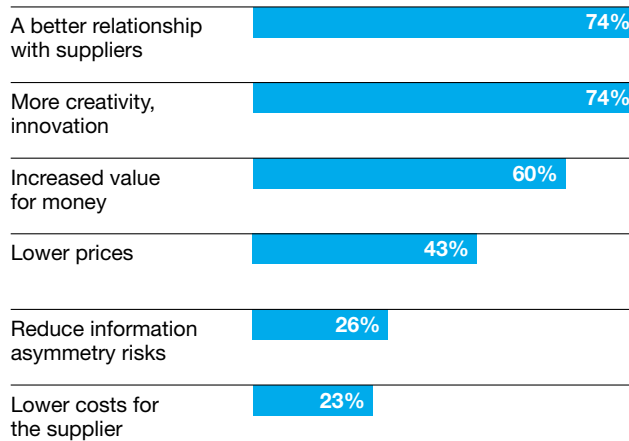 A better relationship
with suppliers
74%
More creativity,
innovation
74%
Increased value
for money
60%
Lower prices
43%
Reduce information
asymmetry risks
26%
Lower costs for
the supplier
23%